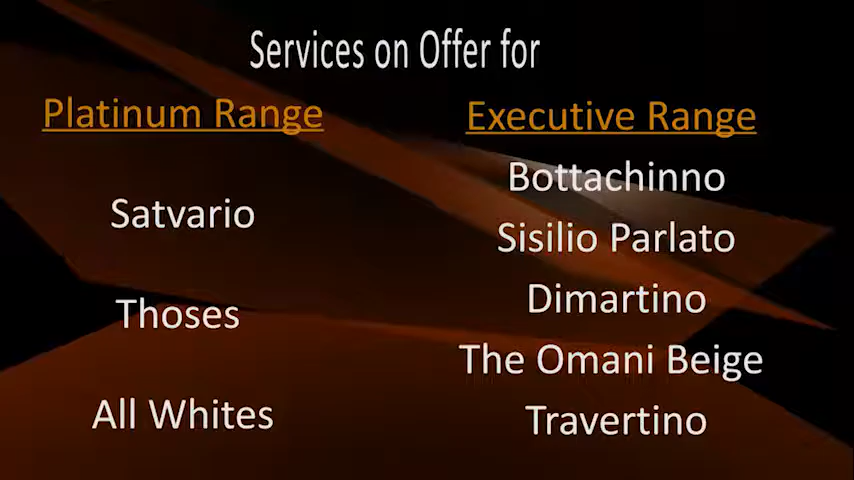 Services on Offer for
Platinum Range
Satvario
Thoses
All Whites
Executive Range
Bottachinno
Sisilio Parlato
Dimartino
The Omani Beige
Travertino